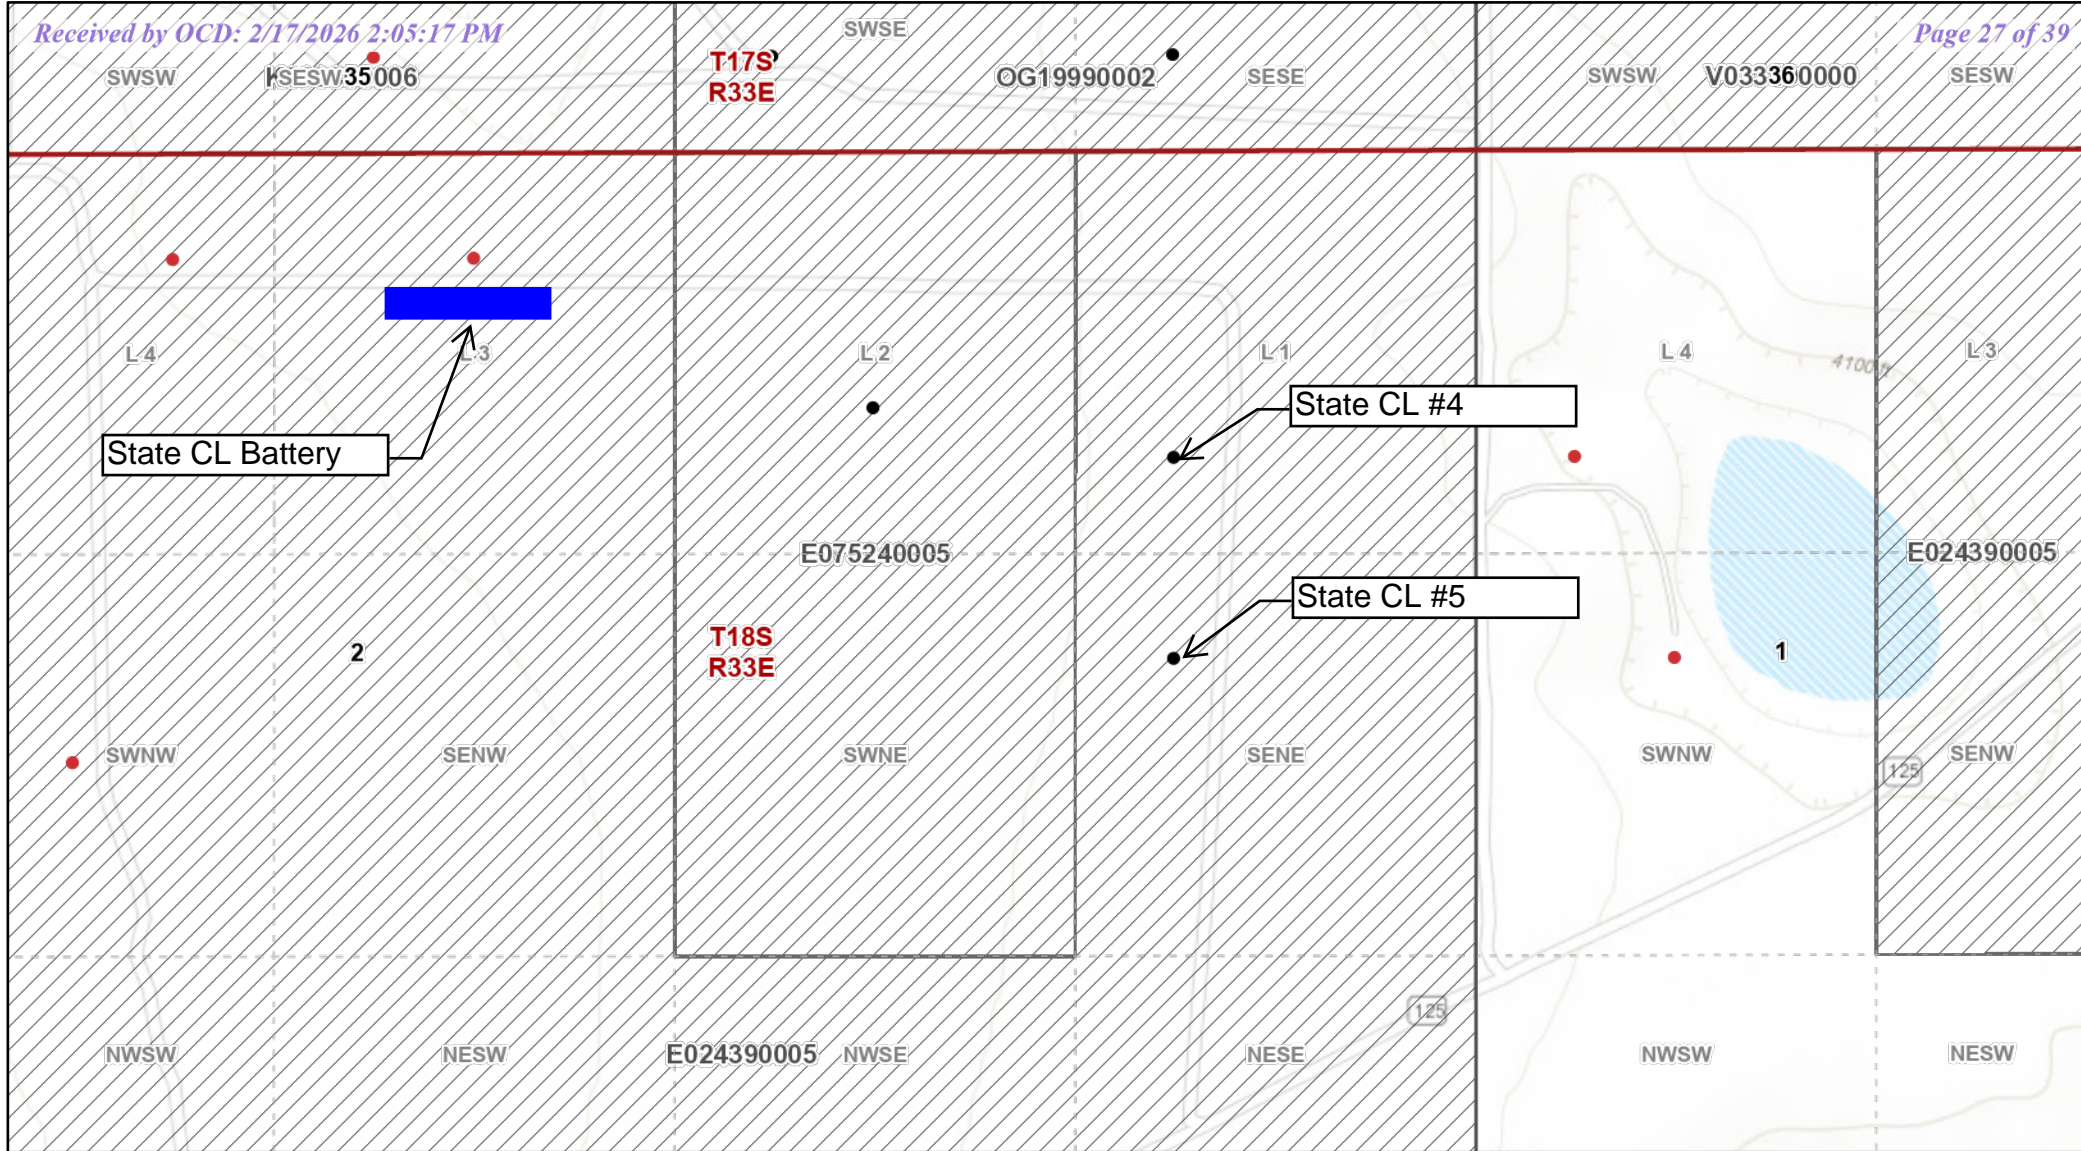 Received by OCD: 2/17/2026 2:05:17 PM
Page 27 of 39
SWSE
SWSW
SESW
35006
T17S
R33E
OG19990002
SESE
SWSW
V033360000
SESW
L 4
L 3
L 2
L 1
L 4
4100 ft
L 3
State CL Battery
State CL #4
E075240005
E024390005
State CL #5
2
T18S
R33E
1
SWNW
SENW
SWNE
SENE
SWNW
125
SENW
125
NWSW
NESW
E024390005
NWSE
NESE
NWSW
NESW